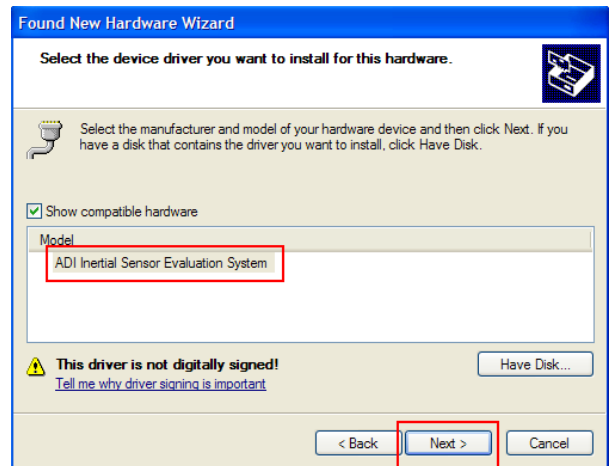 Found New Hardware Wizard
Select the device driver you want to install for this hardware.
Select the manufacturer and model of your hardware device and then click Next. If you
have a disk that contains the driver you want to install, click Have Disk.
Show compatible hardware
Model
ADI Inertial Sensor Evaluation System
This driver is not digitally signed!
Have Disk...
Tell me why driver signing is important
< Back
Next >
Cancel